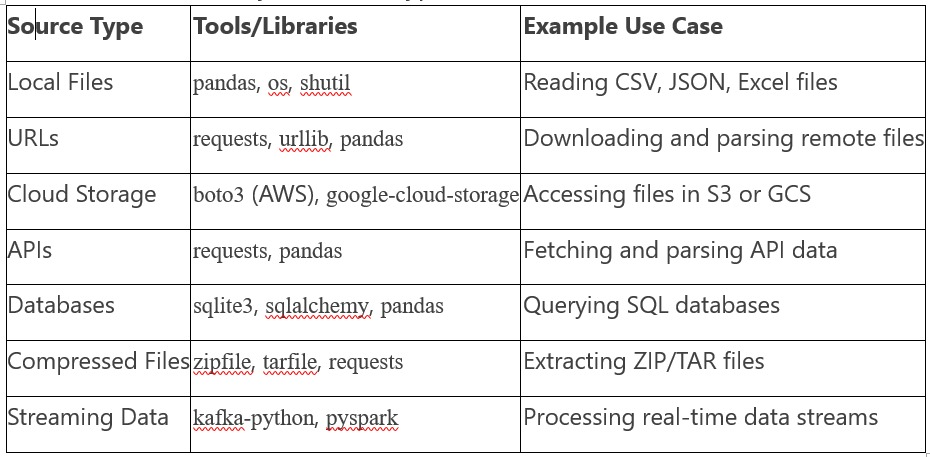 Source Type Tools/Libraries Example Use Case
Local Files pandas, os, shutil Reading CSV, JSON, Excel files
URLs requests, urllib, pandas Downloading and parsing remote files
Cloud Storage boto3 (AWS), google-cloud-storage Accessing files in S3 or GCS
APIs requests, pandas Fetching and parsing API data
Databases sqlite3, sqlalchemy, pandas Querying SQL databases
Compressed Files zipfile, tarfile, requests Extracting ZIP/TAR files
Streaming Data kafka-python, pyspark Processing real-time data streams